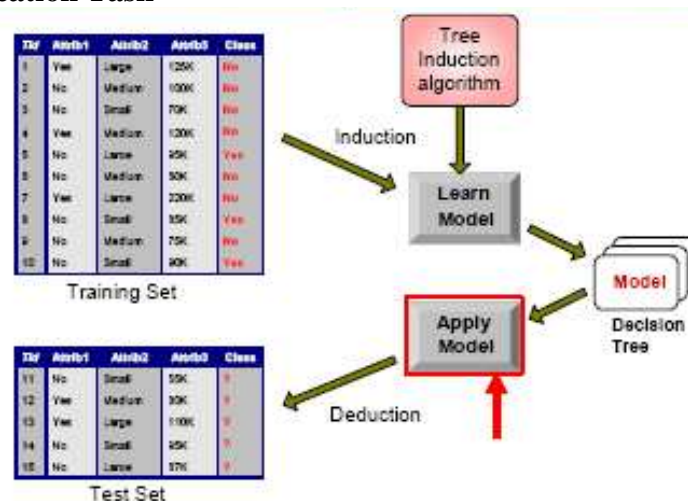 Tid Attrib1 Attrib2 Attrib3 Class
1 Yes Large 125K No
2 No Medium 100K No
3 No Small 70K No
4 Yes Medium 120K No
5 No Large 95K Yes
6 No Medium 60K No
7 Yes Large 220K No
8 No Small 85K Yes
9 No Medium 75K No
10 No Small 90K Yes
Training Set
Tree
Induction
algorithm
Induction
Learn
Model
Model
Decision
Tree
Apply
Model
Deduction
Tid Attrib1 Attrib2 Attrib3 Class
11 No Small 55K ?
12 Yes Medium 80K ?
13 Yes Large 110K ?
14 No Small 95K ?
15 No Large 67K ?
Test Set